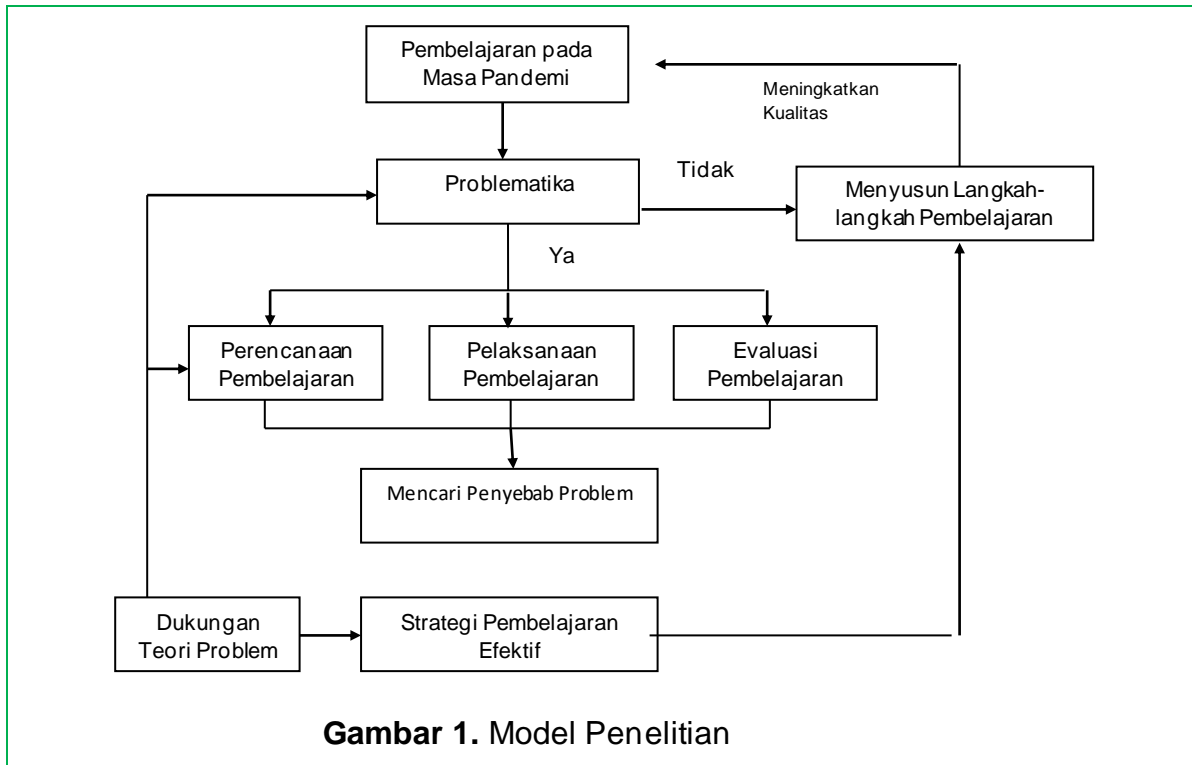 Pembelajaran pada
Masa Pandemi
Meningkatkan
Kualitas
Problematika
Tidak
Menyusun Langkah-
langkah Pembelajaran
Ya
Perencanaan
Pembelajaran
Pelaksanaan
Pembelajaran
Evaluasi
Pembelajaran
Mencari Penyebab Problem
Dukungan
Teori Problem
Strategi Pembelajaran
Efektif
Gambar 1. Model Penelitian